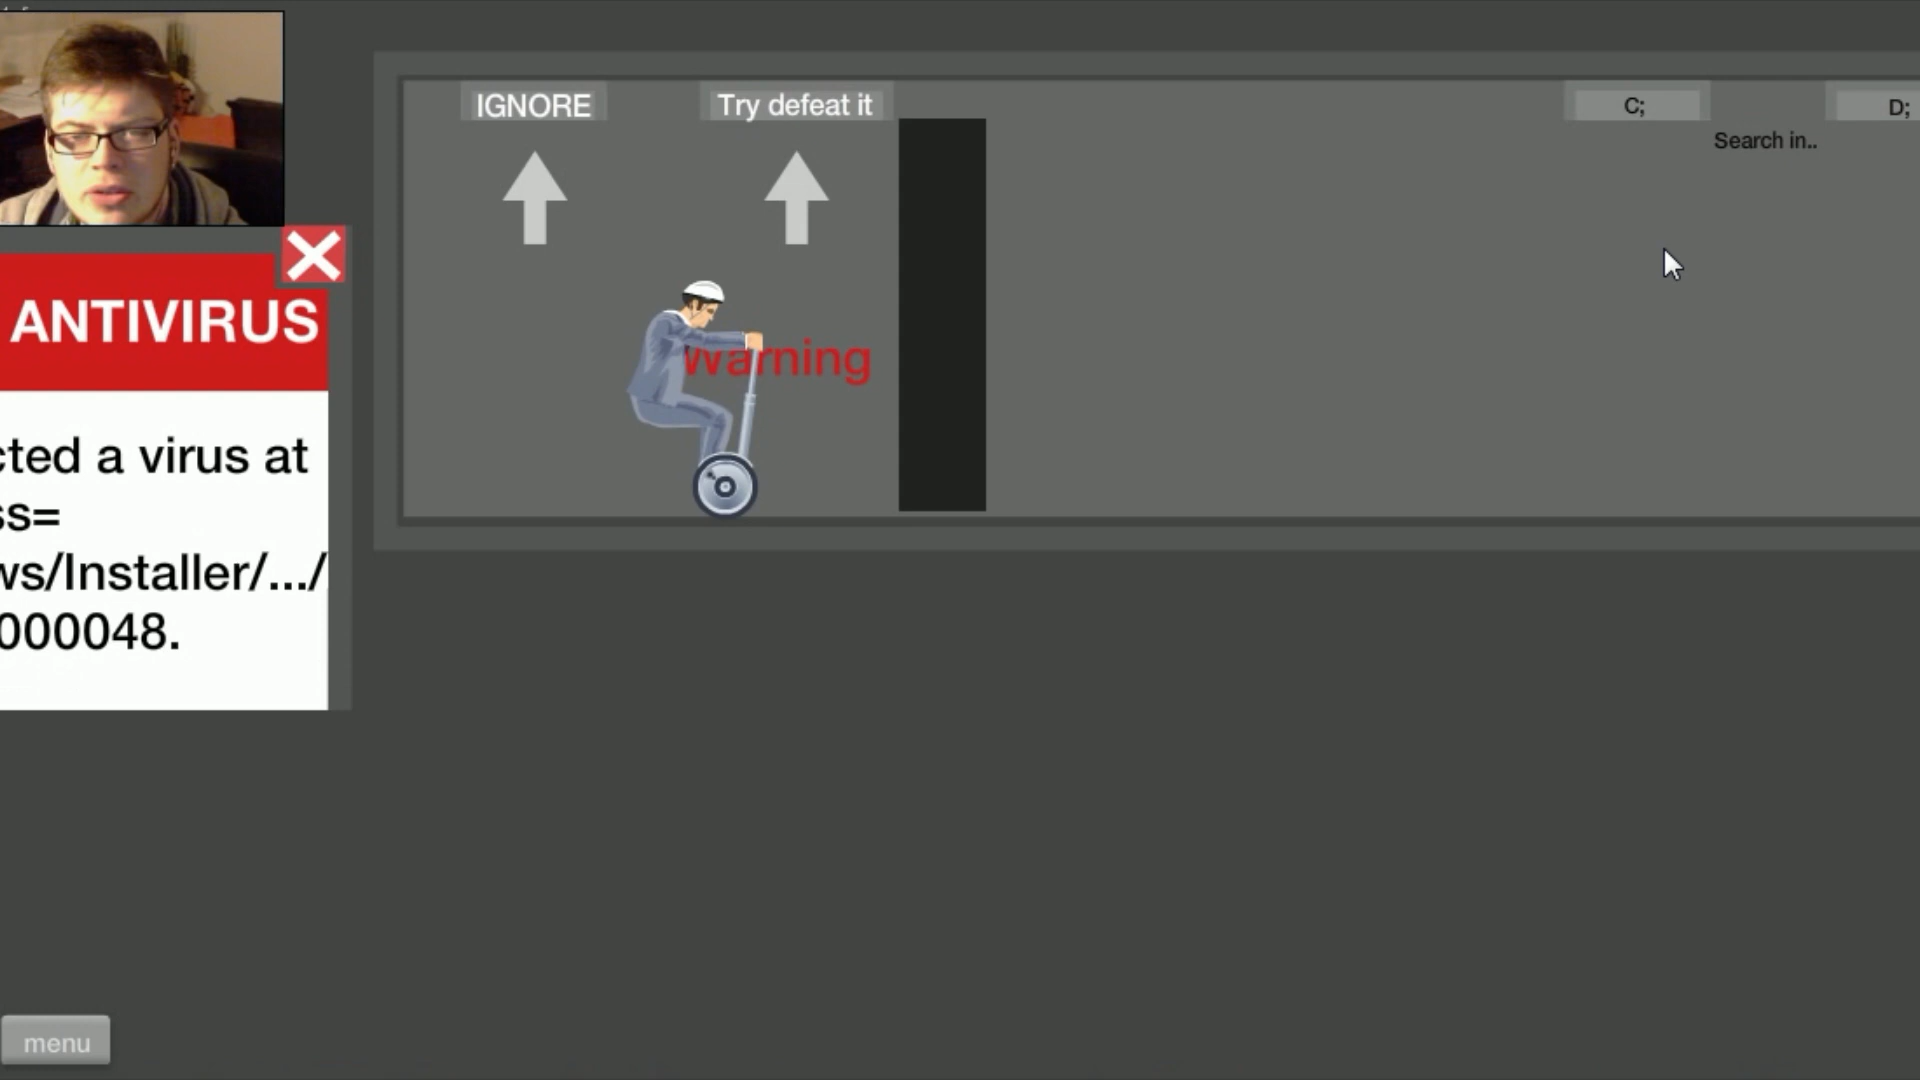 IGNORE
Try defeat it
C;
D;
Search in..
Warning
ANTIVIRUS
cted a virus at
ss=
ws/Installer/.../
000048.
menu